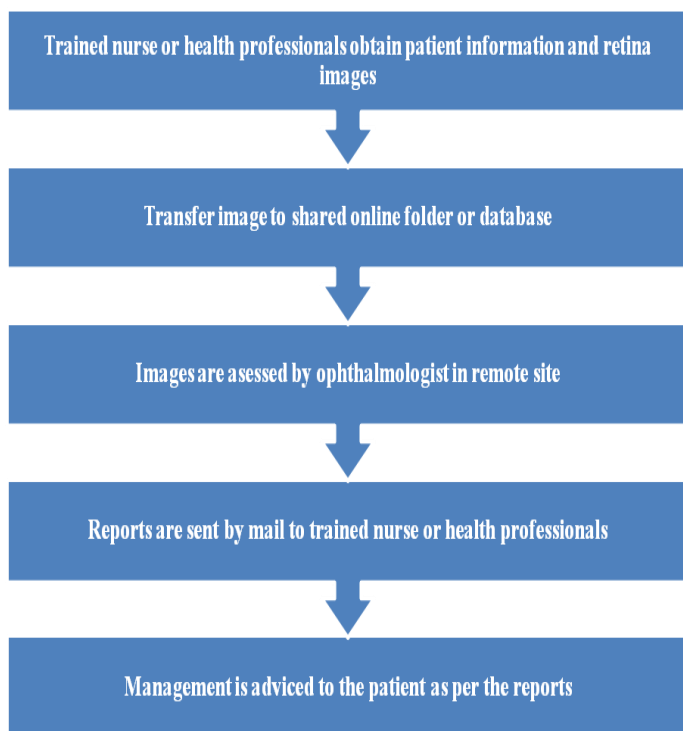 Trained nurse or health professionals obtain patient information and retina
images
Transfer image to shared online folder or database
Images are asessed by ophthalmologist in remote site
Reports are sent by mail to trained nurse or health professionals
Management is adviced to the patient as per the reports